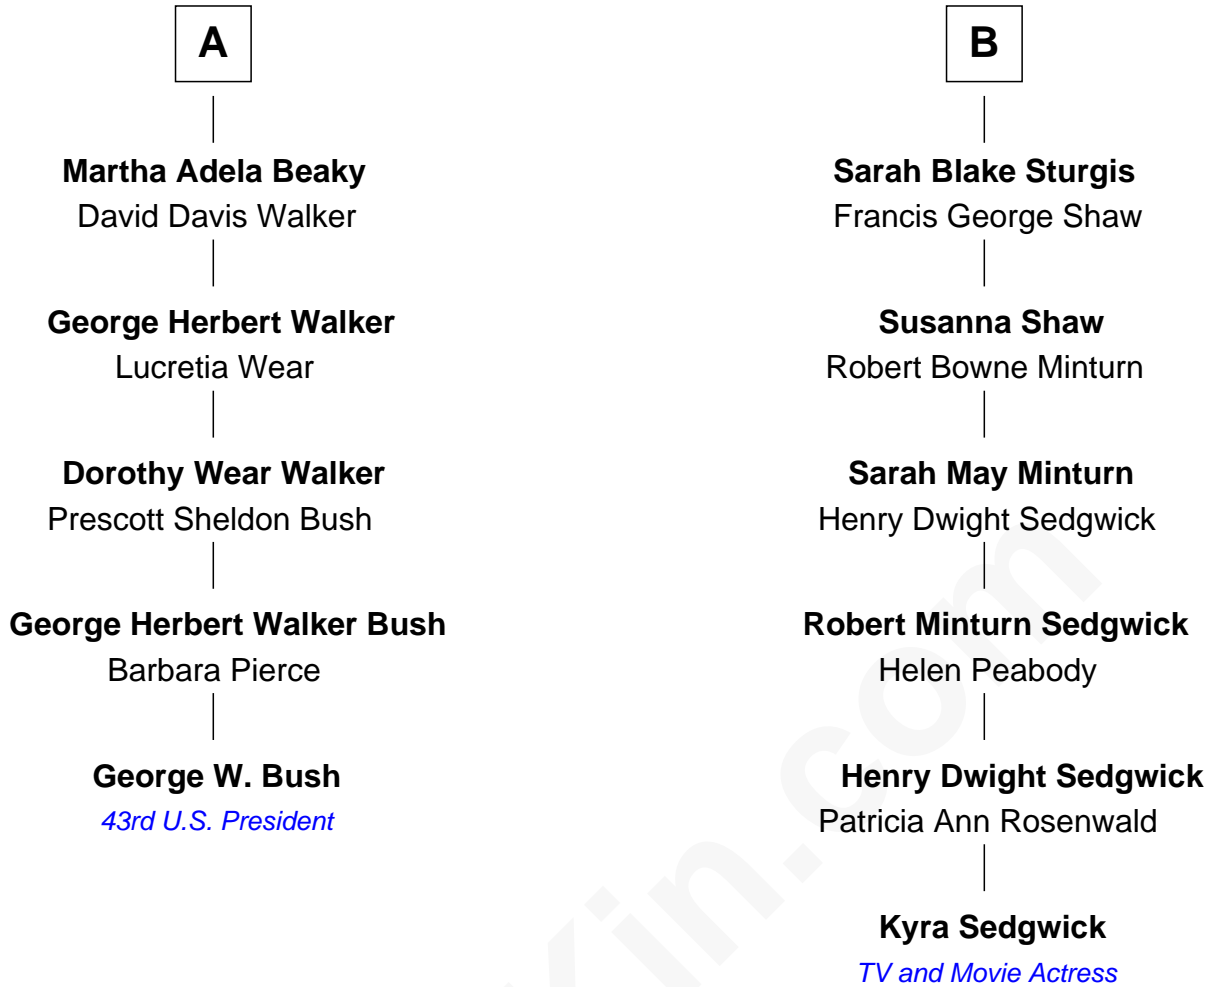 A
Martha Adela Beaky
David Davis Walker
George Herbert Walker
Lucretia Wear
Dorothy Wear Walker
Prescott Sheldon Bush
George Herbert Walker Bush
Barbara Pierce
George W. Bush
43rd U.S. President
B
Sarah Blake Sturgis
Francis George Shaw
Susanna Shaw
Robert Bowne Minturn
Sarah May Minturn
Henry Dwight Sedgwick
Robert Minturn Sedgwick
Helen Peabody
Henry Dwight Sedgwick
Patricia Ann Rosenwald
Kyra Sedgwick
TV and Movie Actress
Kin.com